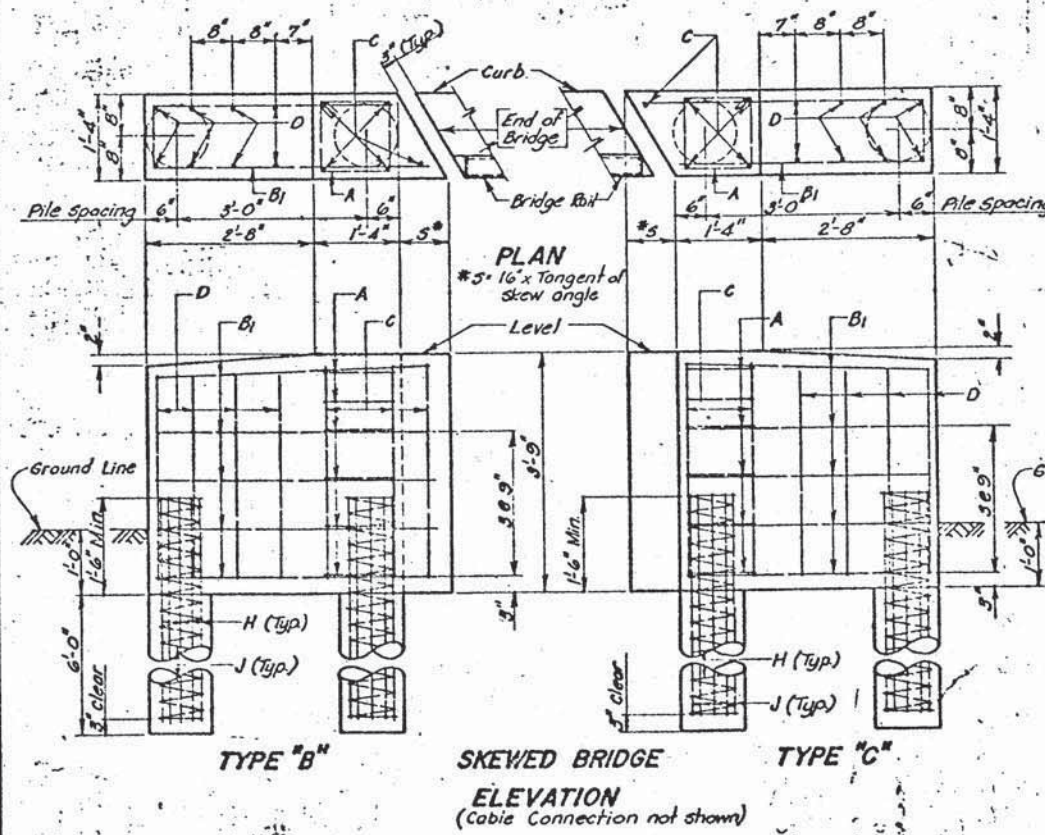 8" 8" 7" C 3" (Typ.) Curb C 7" 8" 8"
1'-4" 8" 8" D End of Bridge D 8" 8" 1'-4"
B1 A Bridge Rail A B1
Pile Spacing 6" 3'-0" 6" 6" 3'-0" 6" Pile Spacing
2'-8" 1'-4" S* *S 1'-4" 2'-8"
PLAN
*S= 16" x Tangent of
skew angle
D A C A
B1 C Level B1
2" 2"
D
Ground Line 3'-9" 3@9" 3@9" G
1'-0" 1'-6" Min. 1'-6" Min. 1'-0"
3" 3"
6'-0" H (Typ.) H (Typ.)
J (Typ.) J (Typ.)
3" Clear 3" Clear
TYPE "B" SKEWED BRIDGE TYPE "C"
ELEVATION
(Cable Connection not shown)